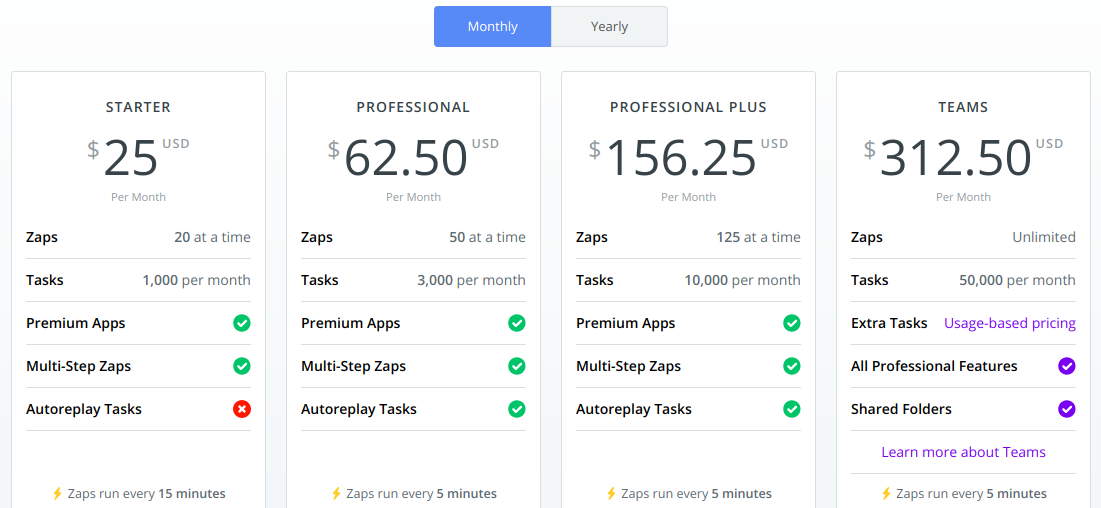 Monthly
Yearly
STARTER
$25 USD
Per Month
Zaps 20 at a time
Tasks 1,000 per month
Premium Apps
Multi-Step Zaps
Autoreplay Tasks
Zaps run every 15 minutes
PROFESSIONAL
$62.50 USD
Per Month
Zaps 50 at a time
Tasks 3,000 per month
Premium Apps
Multi-Step Zaps
Autoreplay Tasks
Zaps run every 5 minutes
PROFESSIONAL PLUS
$156.25 USD
Per Month
Zaps 125 at a time
Tasks 10,000 per month
Premium Apps
Multi-Step Zaps
Autoreplay Tasks
Zaps run every 5 minutes
TEAMS
$312.50 USD
Per Month
Zaps Unlimited
Tasks 50,000 per month
Extra Tasks Usage-based pricing
All Professional Features
Shared Folders
Learn more about Teams
Zaps run every 5 minutes